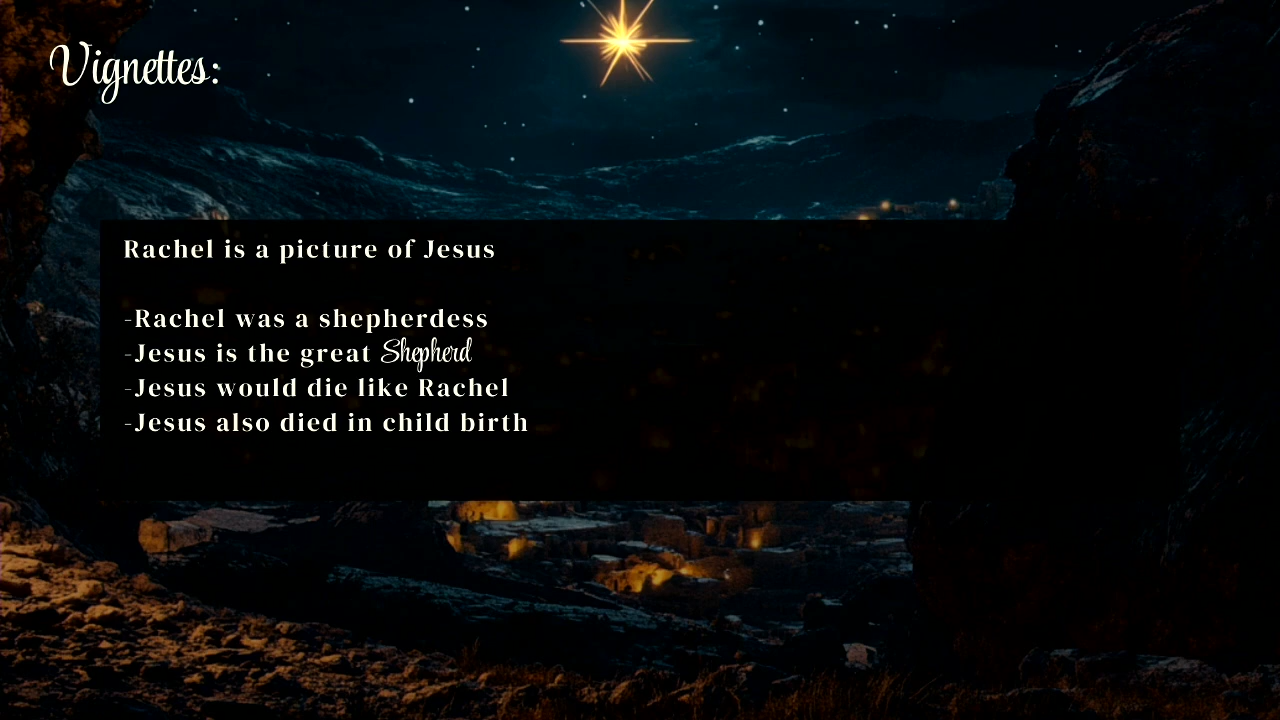 Vignettes:
Rachel is a picture of Jesus
-Rachel was a shepherdess
-Jesus is the great Shepherd
-Jesus would die like Rachel
-Jesus also died in child birth